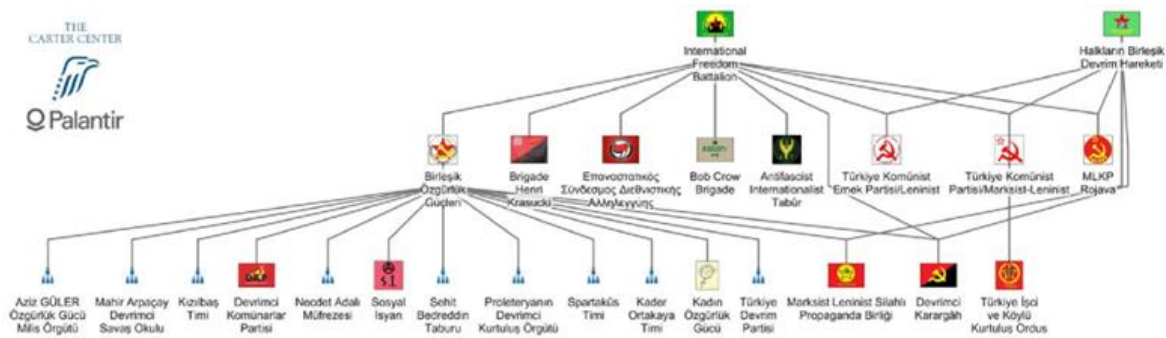 THE
CARTER CENTER
Palantir
International
Freedom
Battalion
Halkların Birleşik
Devrim Hareketi
Birleşik
Özgürlük
Güçleri
Brigade
Henri
Krasucki
Επαναστατικός
Σύνδεσμος Διεθνιστικής
Αλληλεγγύης
Bob Crow
Brigade
Antifascist
Internationalist
Tabûr
Türkiye Komünist
Emek Partisi/Leninist
Türkiye Komünist
Partisi/Marksist-Leninist
MLKP
Rojava
Aziz GÜLER
Özgürlük Gücü
Milis Örgütü
Mahir Arpaçay
Devrimci
Savaş Okulu
Kızılbaş
Timi
Devrimci
Komünarlar
Partisi
Necdet Adalı
Müfrezesi
Sosyal
İsyan
Şehit
Bedreddin
Taburu
Proleteryanın
Devrimci
Kurtuluş Örgütü
Spartaküs
Timi
Kader
Ortakaya
Timi
Kadın
Özgürlük
Gücü
Türkiye
Devrim
Partisi
Marksist Leninist Silahlı
Propaganda Birliği
Devrimci
Karargâh
Türkiye İşci
ve Köylü
Kurtuluş Ordus